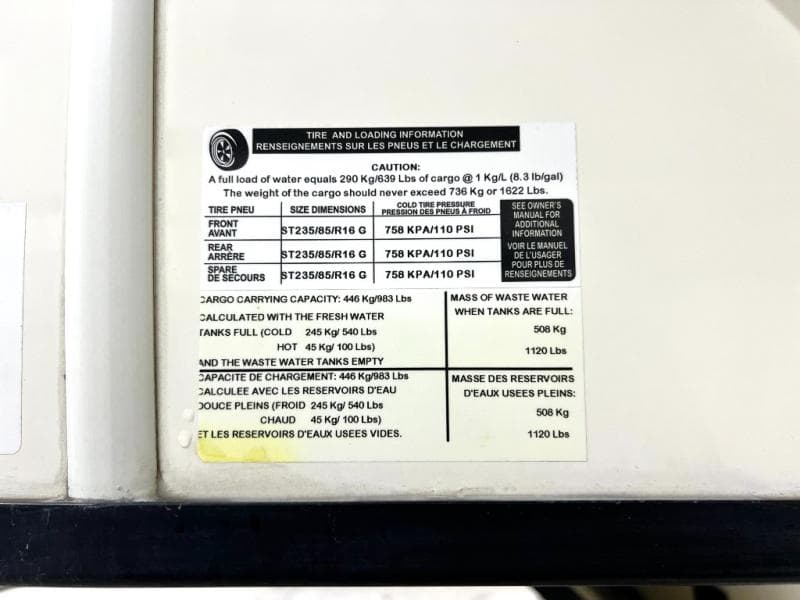 TIRE AND LOADING INFORMATION
RENSEIGNEMENTS SUR LES PNEUS ET LE CHARGEMENT
CAUTION:
A full load of water equals 290 Kg/639 Lbs of cargo @ 1 Kg/L (8.3 lb/gal)
The weight of the cargo should never exceed 736 Kg or 1622 Lbs.
TIRE PNEU SIZE DIMENSIONS COLD TIRE PRESSURE
PRESSION DES PNEUS À FROID
FRONT
AVANT ST235/85/R16 G 758 KPA/110 PSI
REAR
ARRÉRE ST235/85/R16 G 758 KPA/110 PSI
SPARE
DE SECOURS ST235/85/R16 G 758 KPA/110 PSI
SEE OWNER'S
MANUAL FOR
ADDITIONAL
INFORMATION
VOIR LE MANUEL
DE L'USAGER
POUR PLUS DE
RENSEIGNEMENTS
CARGO CARRYING CAPACITY: 446 Kg/983 Lbs
CALCULATED WITH THE FRESH WATER
TANKS FULL (COLD 245 Kg/ 540 Lbs
HOT 45 Kg/ 100 Lbs)
AND THE WASTE WATER TANKS EMPTY
MASS OF WASTE WATER
WHEN TANKS ARE FULL:
508 Kg
1120 Lbs
CAPACITE DE CHARGEMENT: 446 Kg/983 Lbs
CALCULEE AVEC LES RESERVOIRS D'EAU
DOUCE PLEINS (FROID 245 Kg/ 540 Lbs
CHAUD 45 Kg/ 100 Lbs)
ET LES RESERVOIRS D'EAUX USEES VIDES.
MASSE DES RESERVOIRS
D'EAUX USEES PLEINS:
508 Kg
1120 Lbs